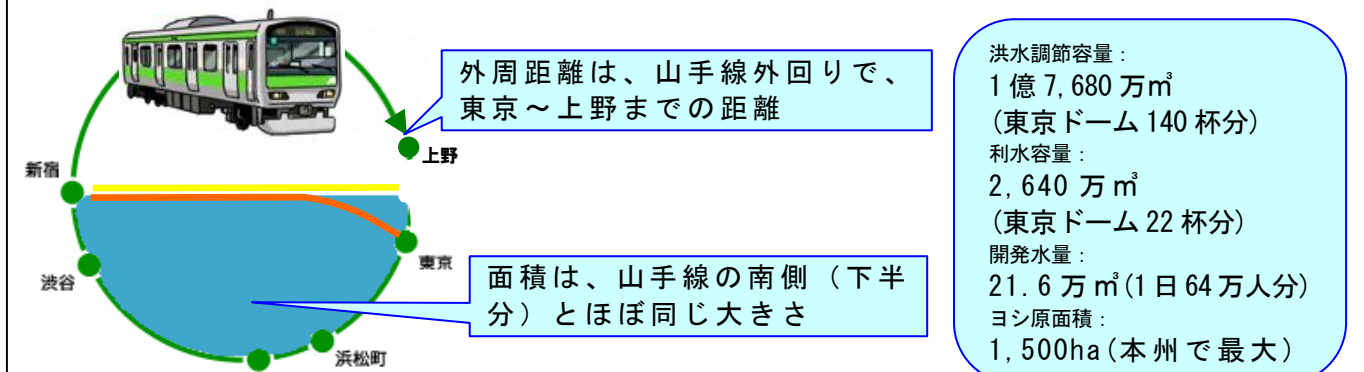 外周距離は、山手線外回りで、
東京～上野までの距離
上野
新宿
東京
渋谷
面積は、山手線の南側（下半
分）とほぼ同じ大きさ
浜松町
洪水調節容量：
1億7,680万㎥
(東京ドーム140杯分)
利水容量：
2,640万㎥
(東京ドーム22杯分)
開発水量：
21.6万㎥(1日64万人分)
ヨシ原面積：
1,500ha(本州で最大)